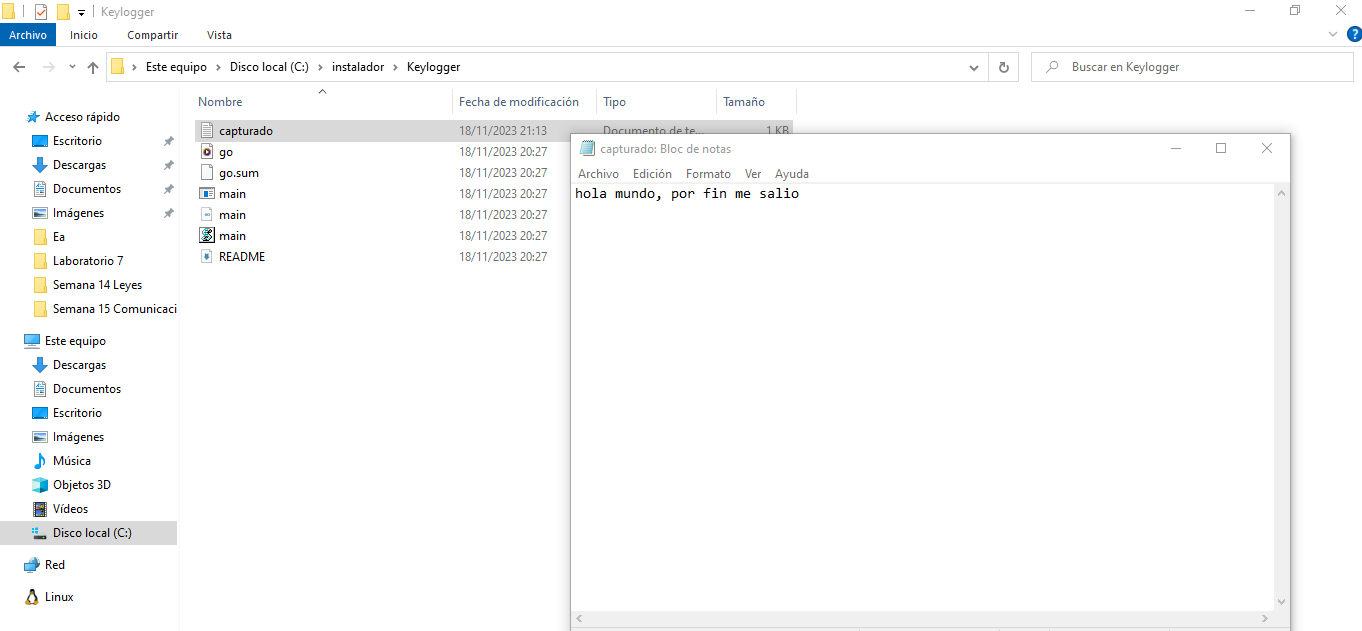 Keylogger
Archivo Inicio Compartir Vista
Este equipo Disco local (C:) instalador Keylogger
Buscar en Keylogger
Nombre Fecha de modificación Tipo Tamaño
Acceso rápido
Escritorio
Descargas
Documentos
Imágenes
Ea
Laboratorio 7
Semana 14 Leyes
Semana 15 Comunicaci
Este equipo
Descargas
Documentos
Escritorio
Imágenes
Música
Objetos 3D
Vídeos
Disco local (C:)
Red
Linux
capturado 18/11/2023 21:13 Documento de te... 1 KB
go 18/11/2023 20:27
go.sum 18/11/2023 20:27
main 18/11/2023 20:27
main 18/11/2023 20:27
main 18/11/2023 20:27
README 18/11/2023 20:27
capturado: Bloc de notas
Archivo Edición Formato Ver Ayuda
hola mundo, por fin me salio